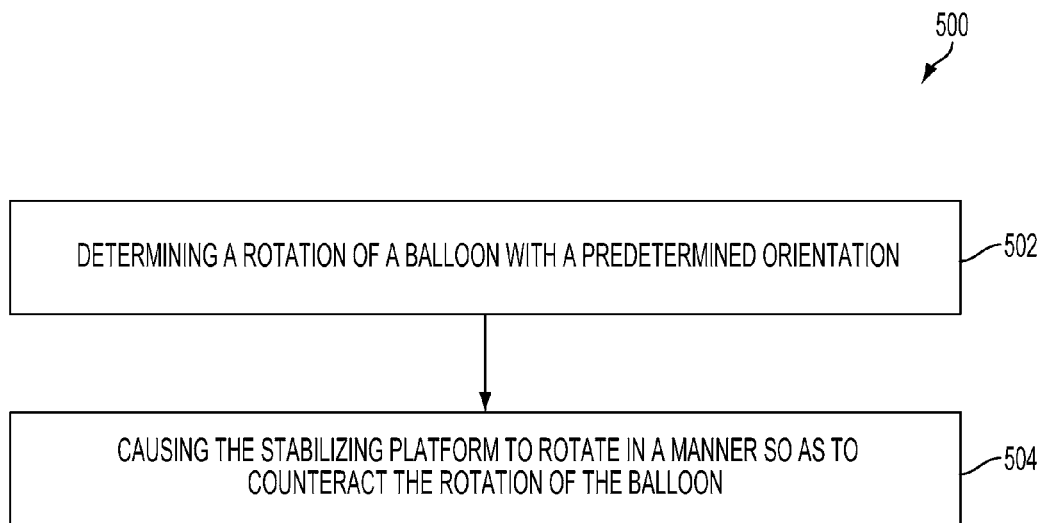 500
DETERMINING A ROTATION OF A BALLOON WITH A PREDETERMINED ORIENTATION
502
CAUSING THE STABILIZING PLATFORM TO ROTATE IN A MANNER SO AS TO
COUNTERACT THE ROTATION OF THE BALLOON
504